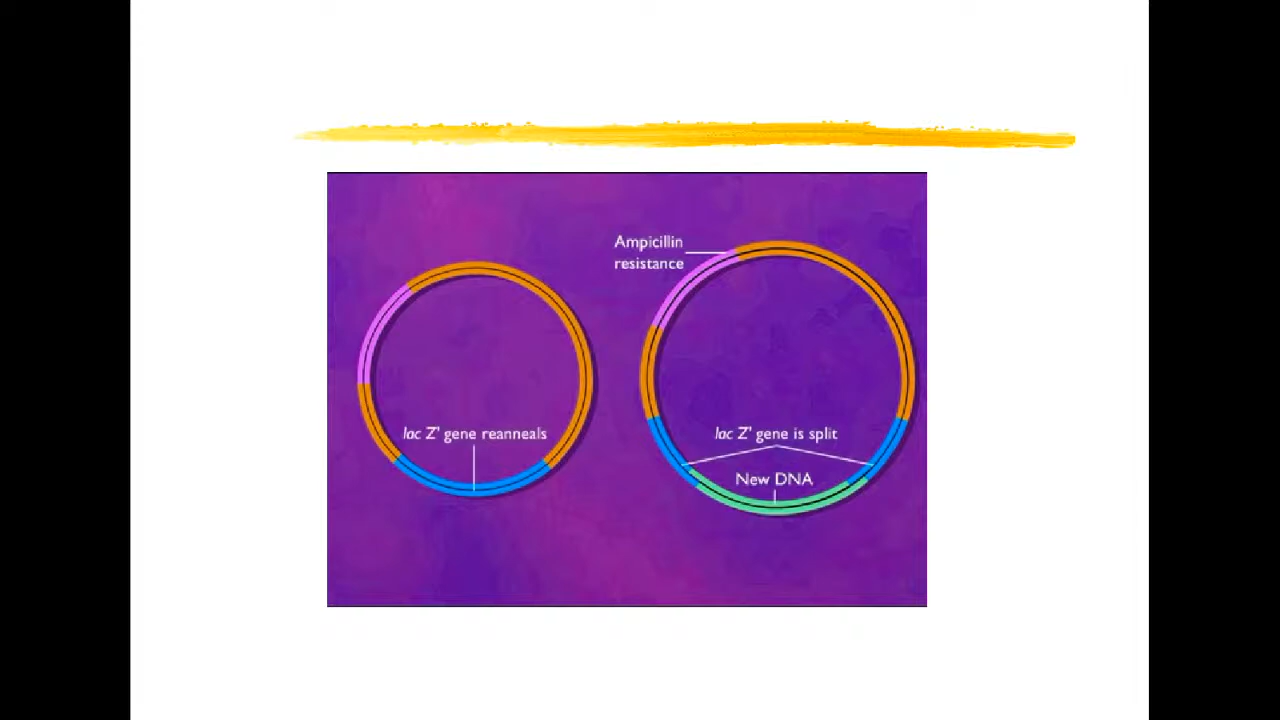 Ampicillin
resistance
lac Z' gene reanneals
lac Z' gene is split
New DNA